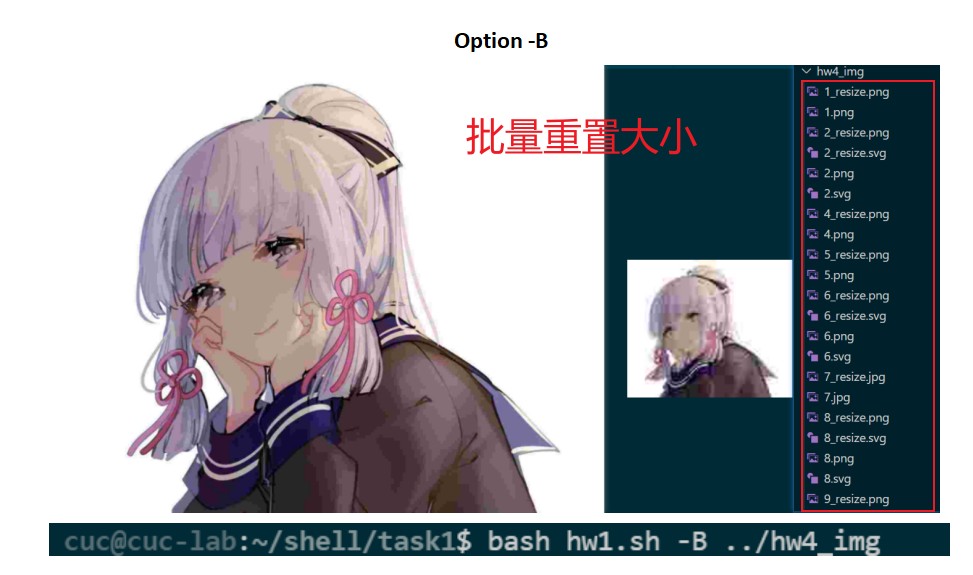 Option -B
批量重置大小
hw4_img
1_resize.png
1.png
2_resize.png
2_resize.svg
2.png
2.svg
4_resize.png
4.png
5_resize.png
5.png
6_resize.png
6_resize.svg
6.png
6.svg
7_resize.jpg
7.jpg
8_resize.png
8_resize.svg
8.png
8.svg
9_resize.png
cuc@cuc-lab:~/shell/task1$ bash hw1.sh -B ../hw4_img